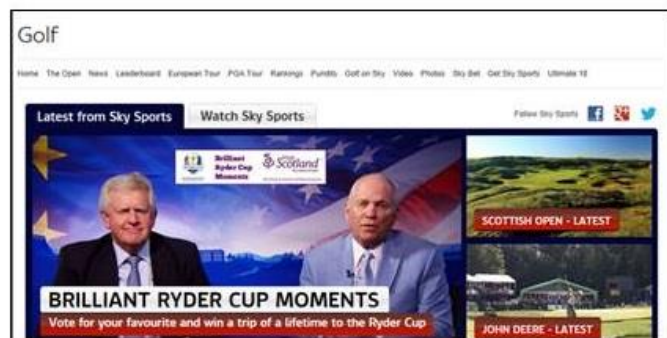 Golf
Home The Open News Leaderboard European Tour PGA Tour Rankings Pundits Golf on Sky Video Photos Sky Bet Get Sky Sports Ultimate 18
Latest from Sky Sports Watch Sky Sports Follow Sky Sports
Brilliant
Ryder Cup
Moments
Scotland
SCOTTISH OPEN - LATEST
BRILLIANT RYDER CUP MOMENTS
Vote for your favourite and win a trip of a lifetime to the Ryder Cup
JOHN DEERE - LATEST